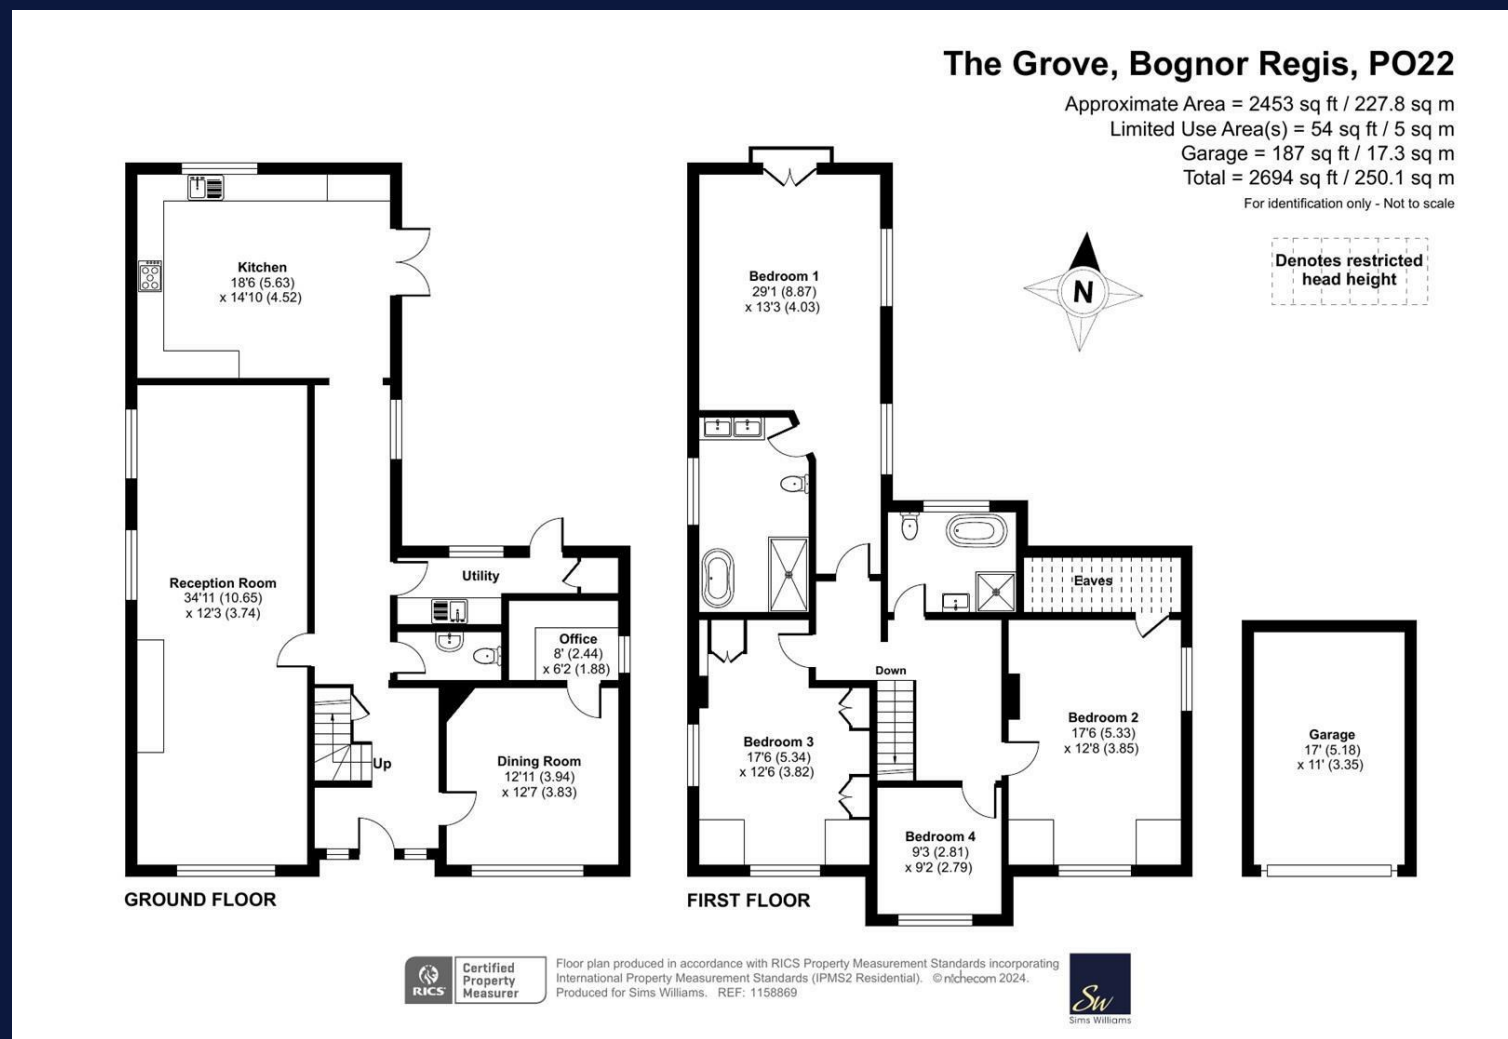 The Grove, Bognor Regis, PO22
Approximate Area = 2453 sq ft / 227.8 sq m
Limited Use Area(s) = 54 sq ft / 5 sq m
Garage = 187 sq ft / 17.3 sq m
Total = 2694 sq ft / 250.1 sq m
For identification only - Not to scale
Denotes restricted
head height
N
Kitchen
18'6 (5.63)
x 14'10 (4.52)
Reception Room
34'11 (10.65)
x 12'3 (3.74)
Utility
Office
8' (2.44)
x 6'2 (1.88)
Up
Dining Room
12'11 (3.94)
x 12'7 (3.83)
GROUND FLOOR
Bedroom 1
29'1 (8.87)
x 13'3 (4.03)
Eaves
Down
Bedroom 3
17'6 (5.34)
x 12'6 (3.82)
Bedroom 2
17'6 (5.33)
x 12'8 (3.85)
Bedroom 4
9'3 (2.81)
x 9'2 (2.79)
FIRST FLOOR
Garage
17' (5.18)
x 11' (3.35)
RICS
Certified
Property
Measurer
Floor plan produced in accordance with RICS Property Measurement Standards incorporating
International Property Measurement Standards (IPMS2 Residential). © nichecom 2024.
Produced for Sims Williams. REF: 1158869
Sw
Sims Williams